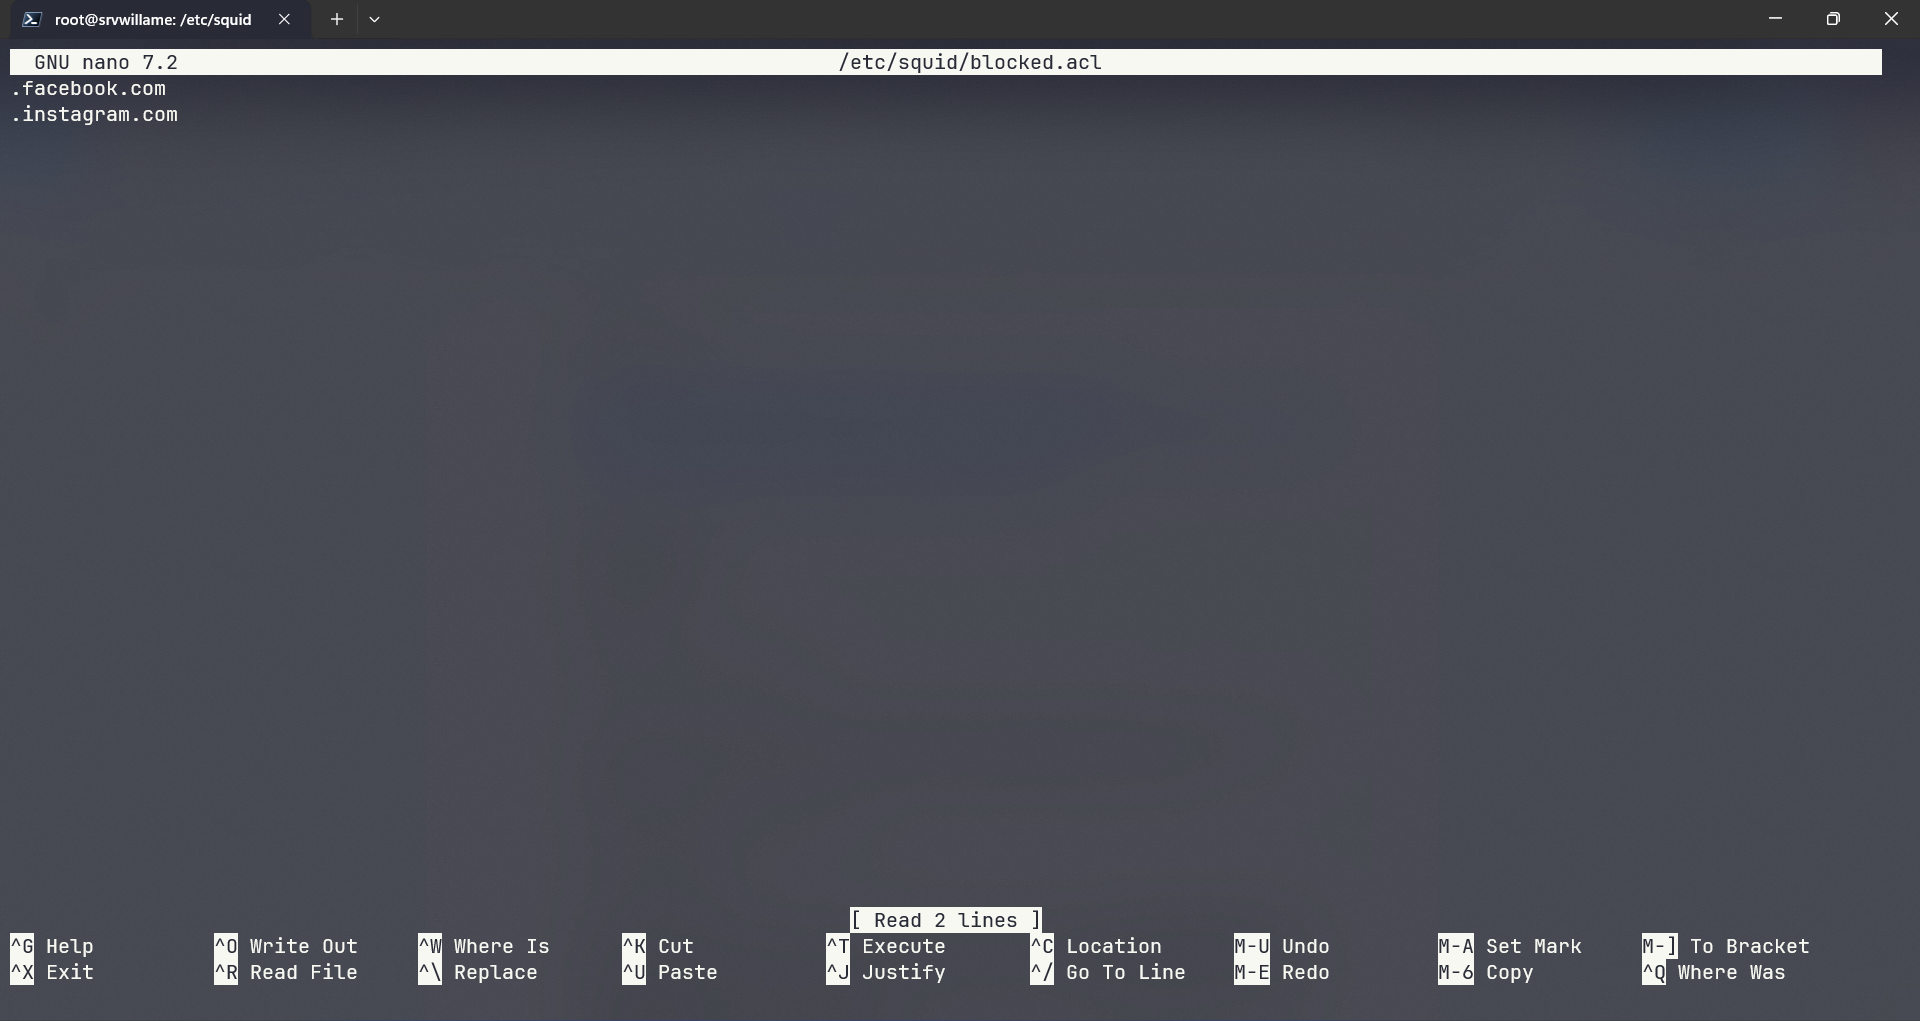 root@srvwillame: /etc/squid
GNU nano 7.2 /etc/squid/blocked.acl
.facebook.com
.instagram.com
[ Read 2 lines ]
^G Help ^O Write Out ^W Where Is ^K Cut ^T Execute ^C Location M-U Undo M-A Set Mark M-] To Bracket
^X Exit ^R Read File ^\ Replace ^U Paste ^J Justify ^/ Go To Line M-E Redo M-6 Copy ^Q Where Was